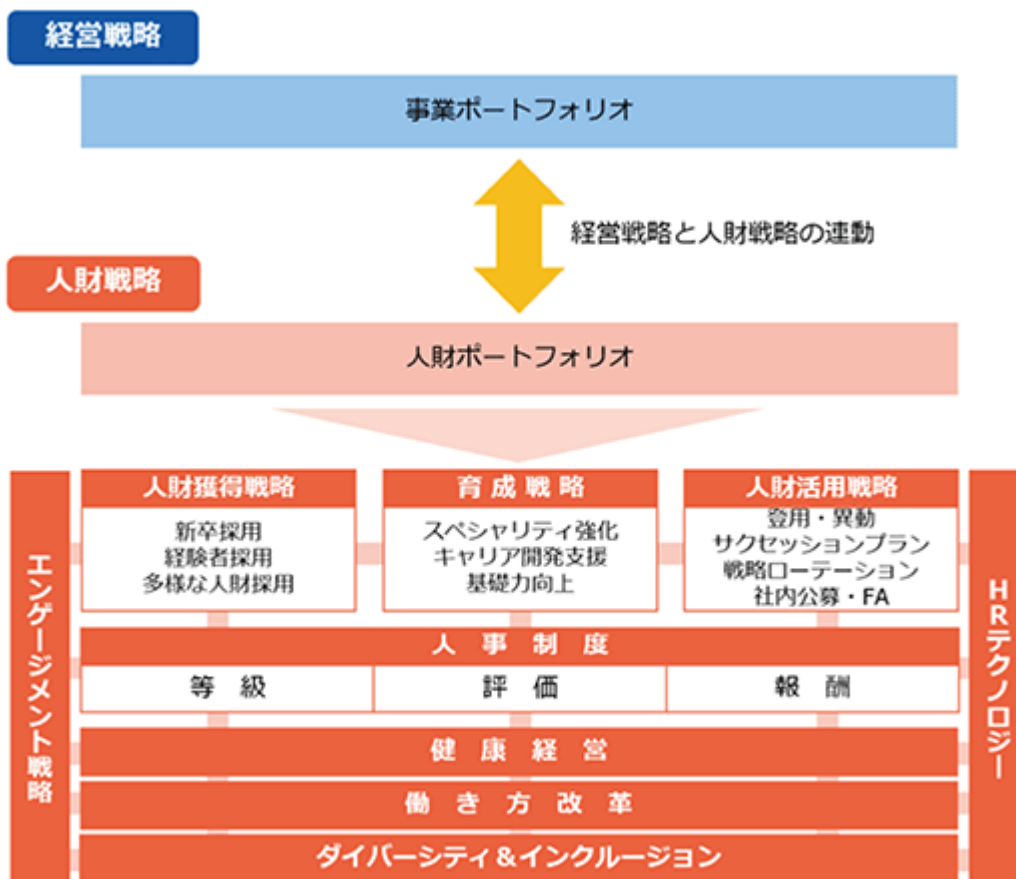 経営戦略
事業ポートフォリオ
経営戦略と人財戦略の連動
人財戦略
人財ポートフォリオ
エンゲージメント戦略
人財獲得戦略
新卒採用
経験者採用
多様な人財採用
育成戦略
スペシャリティ強化
キャリア開発支援
基礎力向上
人財活用戦略
登用・異動
サクセッションプラン
戦略ローテーション
社内公募・FA
人事制度
等級
評価
報酬
健康経営
働き方改革
ダイバーシティ&インクルージョン
HRテクノロジー